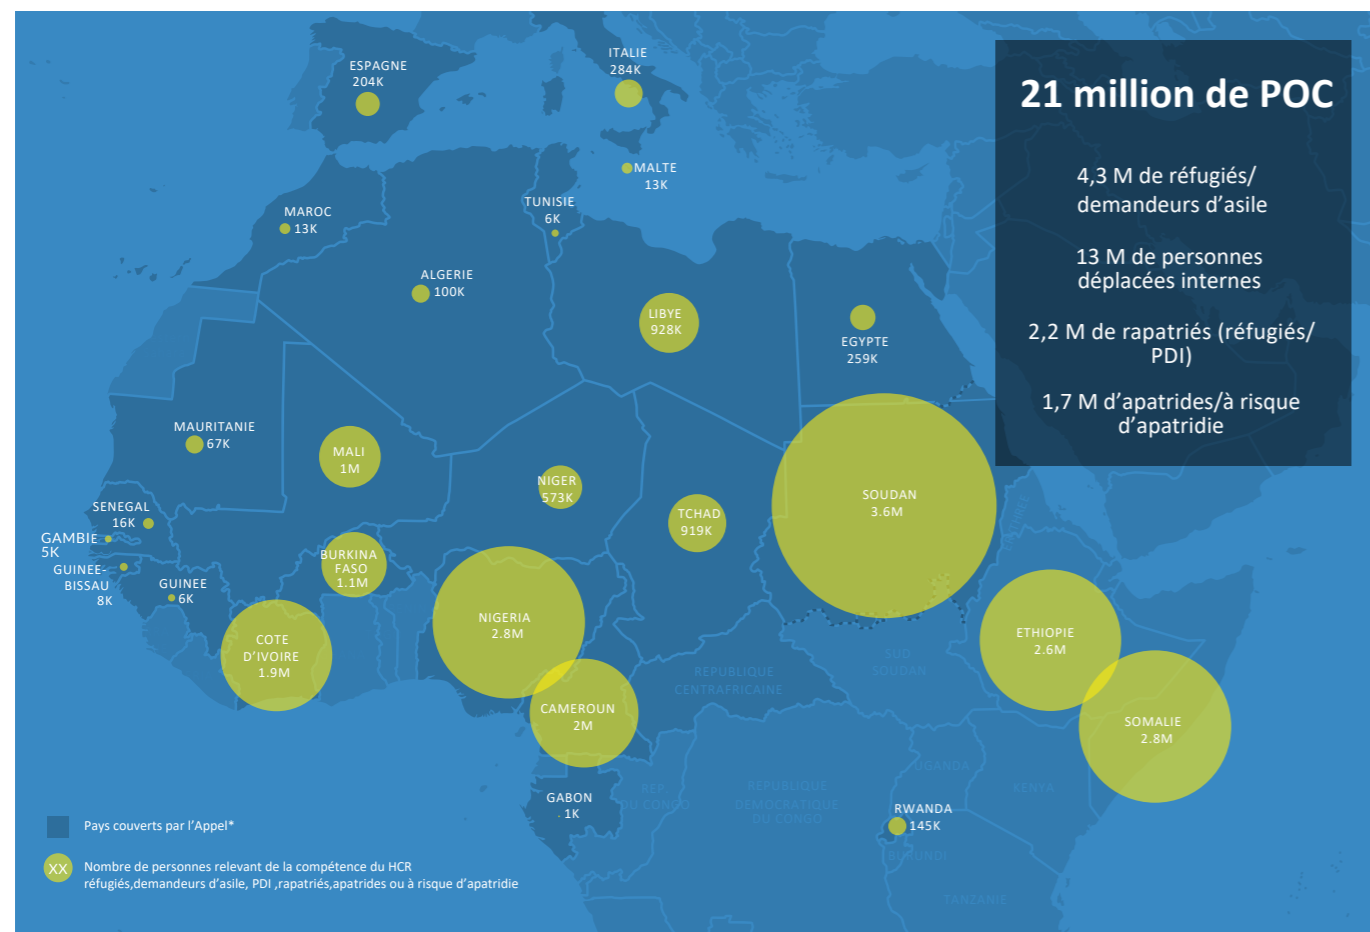 ITALIE
284K
ESPAGNE
204K
21 million de POC
4,3 M de réfugiés/
demandeurs d’asile
13 M de personnes
déplacées internes
2,2 M de rapatriés (réfugiés/
PDI)
1,7 M d’apatrides/à risque
d’apatridie
MALTE
13K
TUNISIE
6K
MAROC
13K
ALGERIE
100K
LIBYE
928K
EGYPTE
259K
MAURITANIE
67K
MALI
1M
NIGER
573K
TCHAD
919K
SOUDAN
3.6M
SENEGAL
16K
GAMBIE
5K
GUINEE-
BISSAU
8K
GUINEE
6K
BURKINA
FASO
1.1M
COTE
D’IVOIRE
1.9M
NIGERIA
2.8M
CAMEROUN
2M
ETHIOPIE
2.6M
SOMALIE
2.8M
REPUBLIQUE
CENTRAFRICAINE
SUD
SOUDAN
GABON
1K
REP
DU CONGO
REPUBLIQUE
DEMOCRATIQUE
DU CONGO
UGANDA
KENYA
RWANDA
145K
BURUNDI
TANZANIE
Pays couverts par l’Appel*
XX
Nombre de personnes relevant de la compétence du HCR
réfugiés,demandeurs d’asile, PDI ,rapatriés,apatrides ou à risque d’apatridie